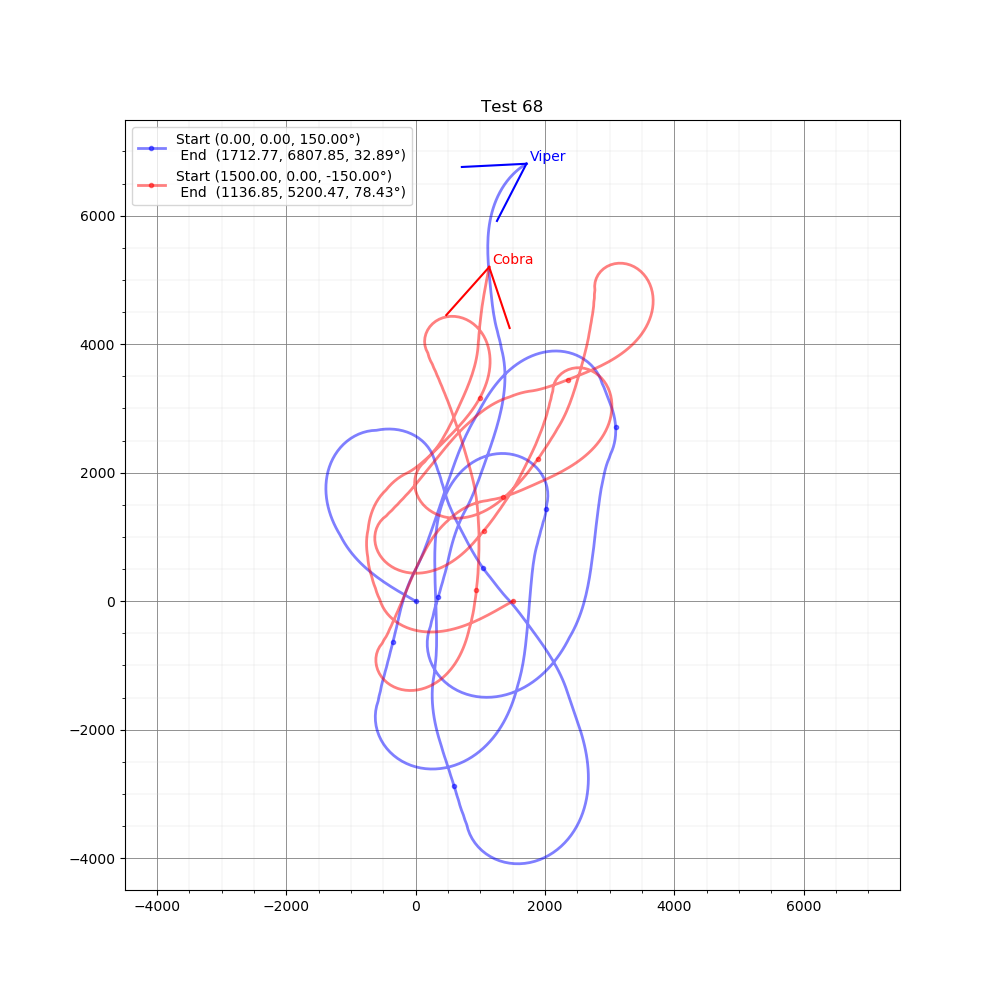 Test 68
Start (0.00, 0.00, 150.00°)
End  (1712.77, 6807.85, 32.89°)
Start (1500.00, 0.00, -150.00°)
End  (1136.85, 5200.47, 78.43°)
Viper
Cobra
6000
4000
2000
0
−2000
−4000
−4000
−2000
0
2000
4000
6000